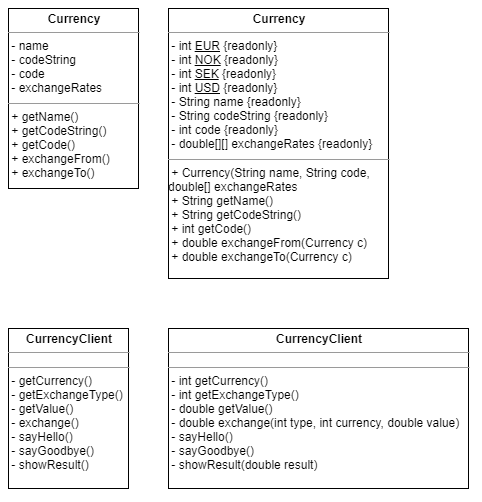 Currency
- name
- codeString
- code
- exchangeRates
+ getName()
+ getCodeString()
+ getCode()
+ exchangeFrom()
+ exchangeTo()
Currency
- int EUR {readonly}
- int NOK {readonly}
- int SEK {readonly}
- int USD {readonly}
- String name {readonly}
- String codeString {readonly}
- int code {readonly}
- double[][] exchangeRates {readonly}
+ Currency(String name, String code,
double[] exchangeRates
+ String getName()
+ String getCodeString()
+ int getCode()
+ double exchangeFrom(Currency c)
+ double exchangeTo(Currency c)
CurrencyClient
- getCurrency()
- getExchangeType()
- getValue()
- exchange()
- sayHello()
- sayGoodbye()
- showResult()
CurrencyClient
- int getCurrency()
- int getExchangeType()
- double getValue()
- double exchange(int type, int currency, double value)
- sayHello()
- sayGoodbye()
- showResult(double result)